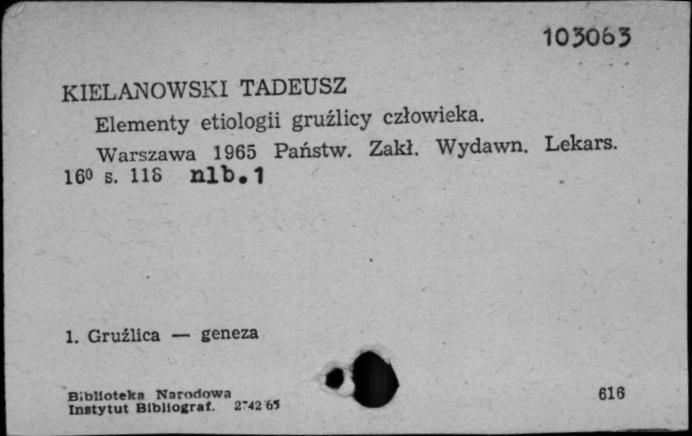 103063
KIELANOWSKI TADEUSZ
Elementy etiologii gruźlicy człowieka.
Warszawa 1965 Państw. Zakł. Wydawn. Lekars.
16⁰ s. 118 nlb. 1
1. Gruźlica — geneza
Biblioteka Narodowa
Instytut Bibliograf. 2742 65
616